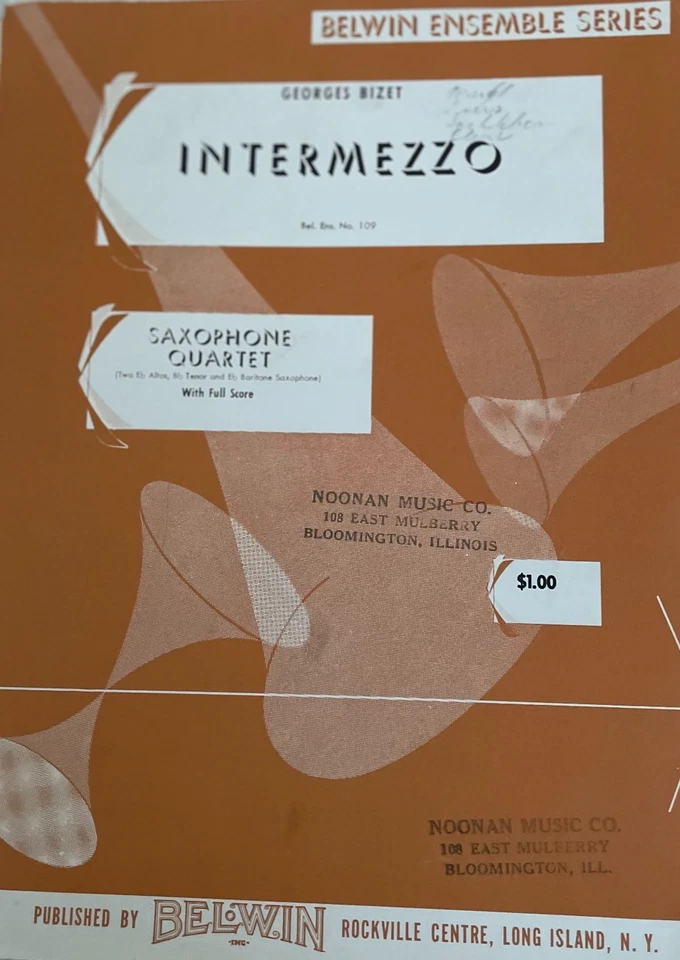 BELWIN ENSEMBLE SERIES
GEORGES BIZET
INTERMEZZO
Bel. Ens. No. 109
SAXOPHONE
QUARTET
(Two Eb Altos, Bb Tenor and Eb Baritone Saxophone)
With Full Score
NOONAN MUSIC CO.
108 EAST MULBERRY
BLOOMINGTON, ILLINOIS
$1.00
NOONAN MUSIC CO.
108 EAST MULBERRY
BLOOMINGTON, ILL.
PUBLISHED BY BELWIN INC. ROCKVILLE CENTRE, LONG ISLAND, N. Y.